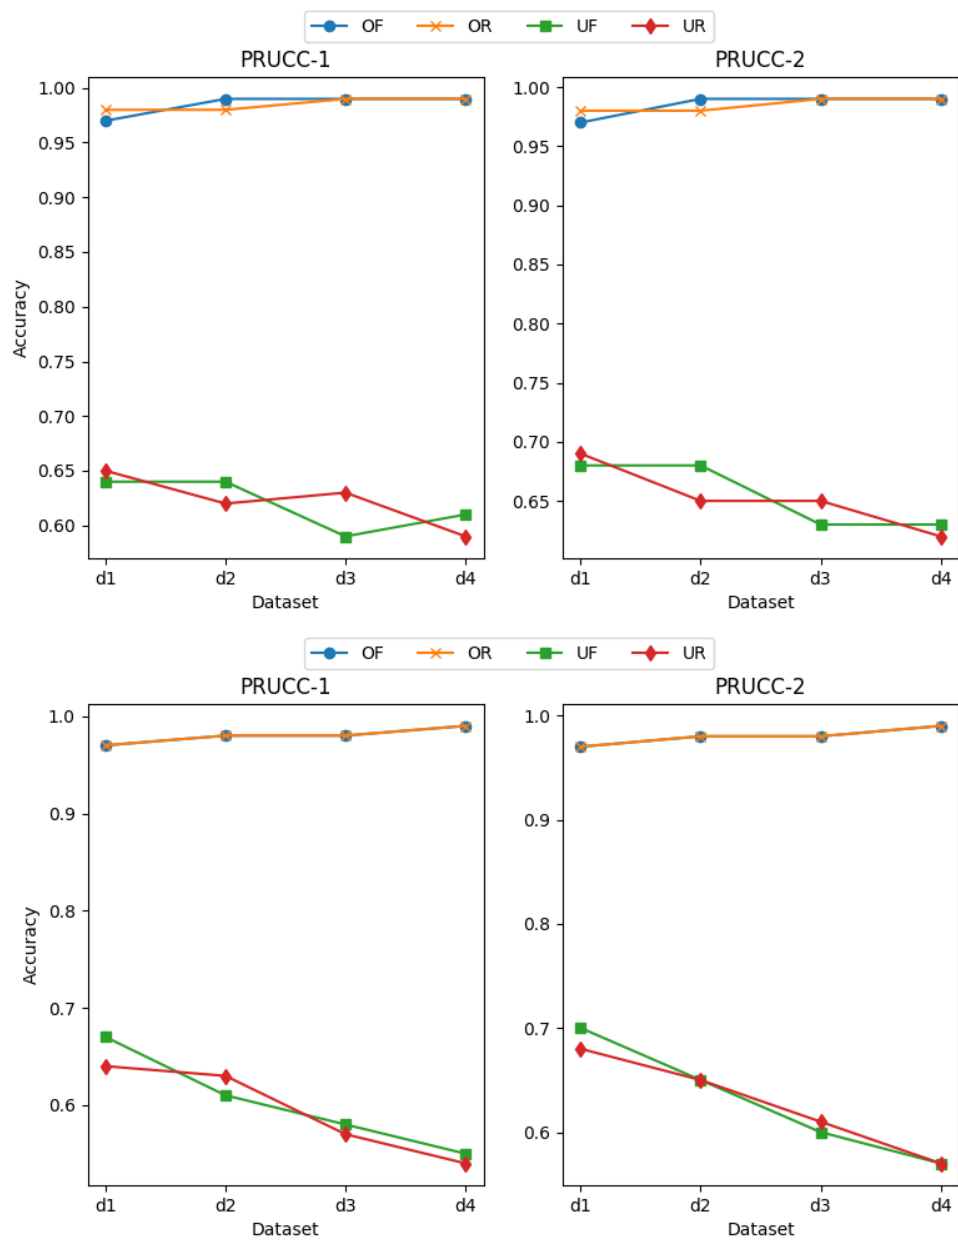 OF OR UF UR
PRUCC-1 PRUCC-2
1.00
0.95
0.90
0.85
0.80
0.75
0.70
0.65
0.60
Accuracy
d1 d2 d3 d4
Dataset
1.00
0.95
0.90
0.85
0.80
0.75
0.70
0.65
d1 d2 d3 d4
Dataset
OF OR UF UR
PRUCC-1 PRUCC-2
1.0
0.9
0.8
0.7
0.6
Accuracy
d1 d2 d3 d4
Dataset
1.0
0.9
0.8
0.7
0.6
d1 d2 d3 d4
Dataset